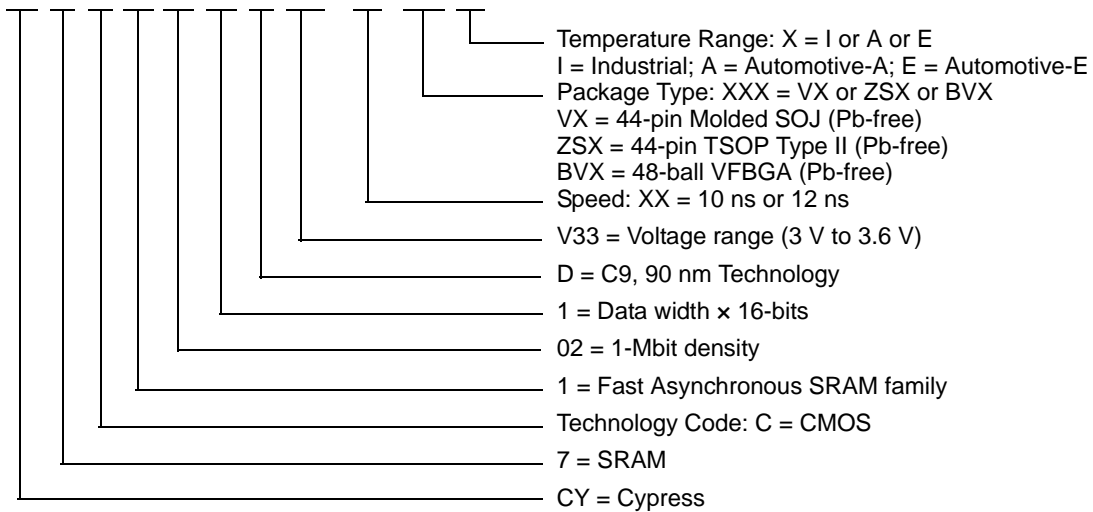 Temperature Range: X = I or A or E
I = Industrial; A = Automotive-A; E = Automotive-E
Package Type: XXX = VX or ZSX or BVX
VX = 44-pin Molded SOJ (Pb-free)
ZSX = 44-pin TSOP Type II (Pb-free)
BVX = 48-ball VFBGA (Pb-free)
Speed: XX = 10 ns or 12 ns
V33 = Voltage range (3 V to 3.6 V)
D = C9, 90 nm Technology
1 = Data width × 16-bits
02 = 1-Mbit density
1 = Fast Asynchronous SRAM family
Technology Code: C = CMOS
7 = SRAM
CY = Cypress